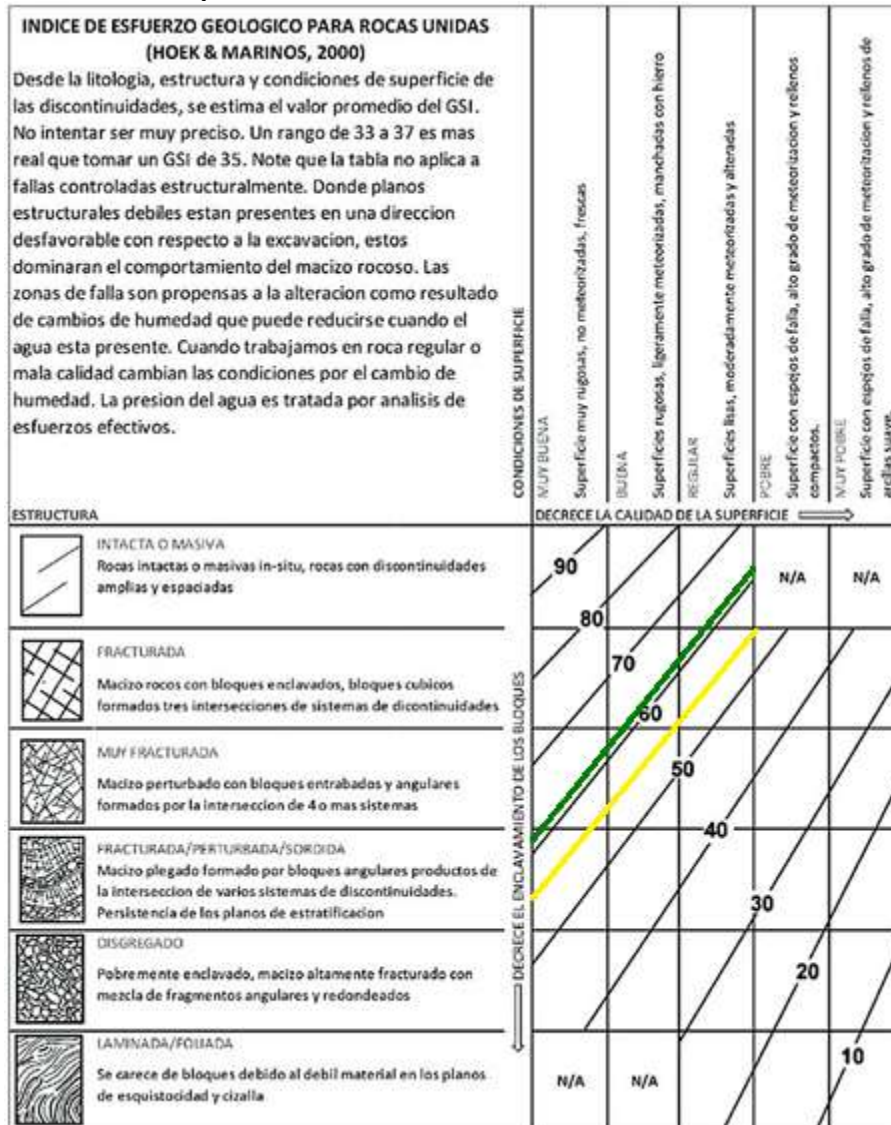 INDICE DE ESFUERZO GEOLOGICO PARA ROCAS UNIDAS
(HOEK & MARINOS, 2000)
Desde la litologia, estructura y condiciones de superficie de
las discontinuidades, se estima el valor promedio del GSI.
No intentar ser muy preciso. Un rango de 33 a 37 es mas
real que tomar un GSI de 35. Note que la tabla no aplica a
fallas controladas estructuralmente. Donde planos
estructurales debiles estan presentes en una direccion
desfavorable con respecto a la excavacion, estos
dominaran el comportamiento del macizo rocoso. Las
zonas de falla son propensas a la alteracion como resultado
de cambios de humedad que puede reducirse cuando el
agua esta presente. Cuando trabajamos en roca regular o
mala calidad cambian las condiciones por el cambio de
humedad. La presion del agua es tratada por analisis de
esfuerzos efectivos.
CONDICIONES DE SUPERFICIE
MUY BUENA
Superficie muy rugosas, no meteorizadas, frescas
BUENA
Superficies rugosas, ligeramente meteorizadas, manchadas con hierro
REGULAR
Superficies lisas, moderadamente meteorizadas y alteradas
POBRE
Superficie con espejos de falla, alto grado de meteorizacion y rellenos
compactos.
MUY POBRE
Superficie con espejos de falla, alto grado de meteorizacion y rellenos de
arcillas suave.
ESTRUCTURA
DECRECE LA CALIDAD DE LA SUPERFICIE
INTACTA O MASIVA
Rocas intactas o masivas in-situ, rocas con discontinuidades
amplias y espaciadas
FRACTURADA
Macizo rocos con bloques enclavados, bloques cubicos
formados tres intersecciones de sistemas de dicontinuidades
MUY FRACTURADA
Macizo perturbado con bloques entrabados y angulares
formados por la interseccion de 4 o mas sistemas
FRACTURADA/PERTURBADA/SORDIDA
Macizo plegado formado por bloques angulares productos de
la interseccion de varios sistemas de discontinuidades.
Persistencia de los planos de estratificacion
DISGREGADO
Pobremente enclavado, macizo altamente fracturado con
mezcla de fragmentos angulares y redondeados
LAMINADA/FOLIADA
Se carece de bloques debido al debil material en los planos
de esquistocidad y cizalla
DECRECE EL ENCLAVAMIENTO DE LOS BLOQUES
90
N/A
N/A
80
70
60
50
40
30
20
10
N/A
N/A